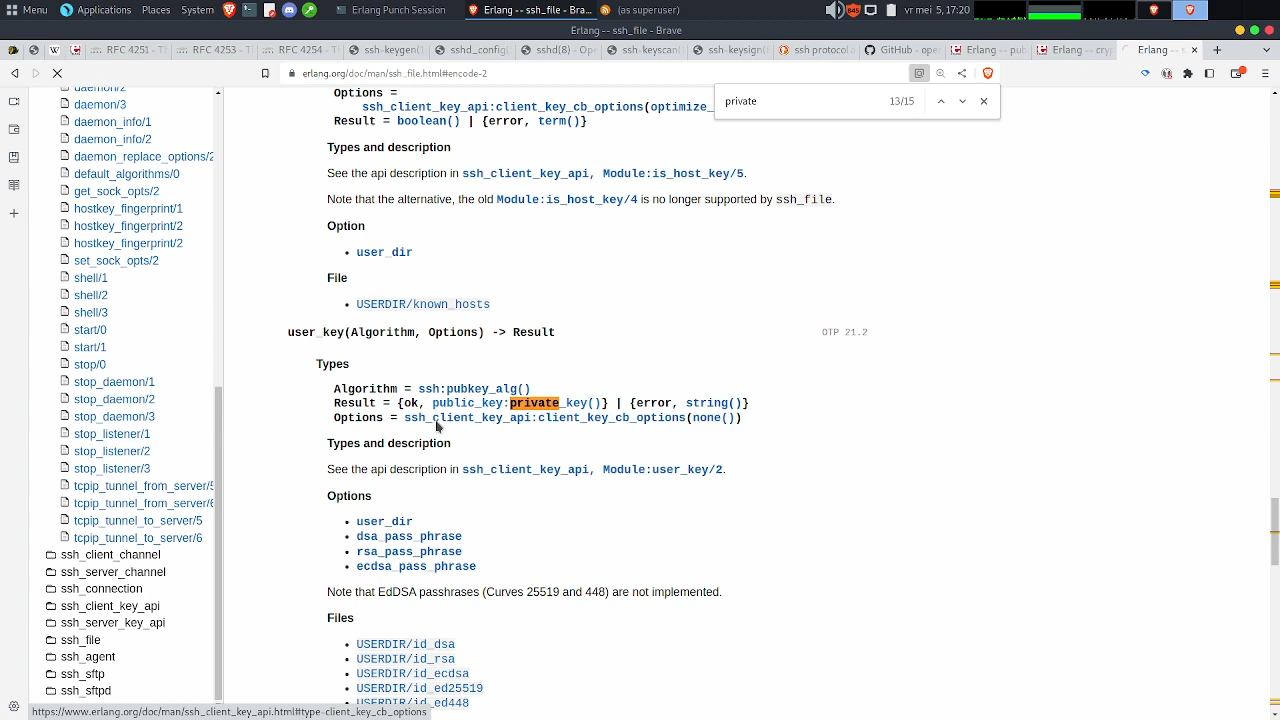 Menu Applications Places System Erlang Punchsession Erlang -- ssh_file - Brave (as superuser) 645 vr mei 5, 17:20
Erlang -- ssh_file - Brave
RFC 4251 - T RFC 4253 - RFC 4254 - T ssh-keygen( sshd_config, sshd(8) - Ope ssh-keyscan( ssh-keysign( ssh protocol GitHub - ope Erlang -- pub Erlang -- cry Erlang -- s
erlang.org/doc/man/ssh_file.html#encode-2
private 13/15
daemon/2
daemon/3
daemon_info/1
daemon_info/2
daemon_replace_options/2
default_algorithms/0
get_sock_opts/2
hostkey_fingerprint/1
hostkey_fingerprint/2
hostkey_fingerprint/2
set_sock_opts/2
shell/1
shell/2
shell/3
start/0
start/1
stop/0
stop_daemon/1
stop_daemon/2
stop_daemon/3
stop_listener/1
stop_listener/2
stop_listener/3
tcpip_tunnel_from_server/5
tcpip_tunnel_from_server/6
tcpip_tunnel_to_server/5
tcpip_tunnel_to_server/6
ssh_client_channel
ssh_server_channel
ssh_connection
ssh_client_key_api
ssh_server_key_api
ssh_file
ssh_agent
ssh_sftp
ssh_sftpd
Options =
ssh_client_key_api:client_key_cb_options(optimize_
Result = boolean() | {error, term()}
Types and description
See the api description in ssh_client_key_api, Module:is_host_key/5.
Note that the alternative, the old Module:is_host_key/4 is no longer supported by ssh_file.
Option
• user_dir
File
• USERDIR/known_hosts
user_key(Algorithm, Options) -> Result OTP 21.2
Types
Algorithm = ssh:pubkey_alg()
Result = {ok, public_key:private_key()} | {error, string()}
Options = ssh_client_key_api:client_key_cb_options(none())
Types and description
See the api description in ssh_client_key_api, Module:user_key/2.
Options
• user_dir
• dsa_pass_phrase
• rsa_pass_phrase
• ecdsa_pass_phrase
Note that EdDSA passhrases (Curves 25519 and 448) are not implemented.
Files
• USERDIR/id_dsa
• USERDIR/id_rsa
• USERDIR/id_ecdsa
• USERDIR/id_ed25519
• USERDIR/id_ed448
https://www.erlang.org/doc/man/ssh_client_key_api.html#type-client_key_cb_options